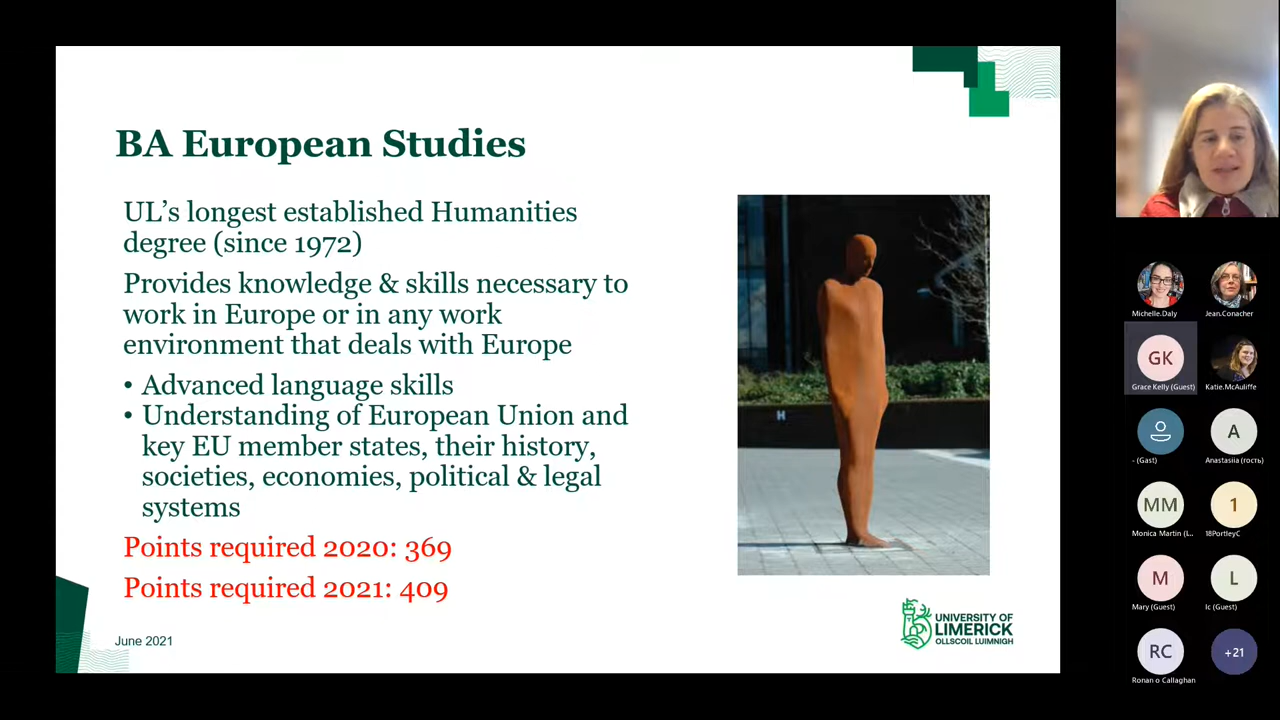 BA European Studies
UL’s longest established Humanities
degree (since 1972)
Provides knowledge & skills necessary to
work in Europe or in any work
environment that deals with Europe
• Advanced language skills
• Understanding of European Union and
key EU member states, their history,
societies, economies, political & legal
systems
Points required 2020: 369
Points required 2021: 409
June 2021
UNIVERSITY OF
LIMERICK
OLLSCOIL LUIMNIGH
H
Michelle.Daly
Jean.Conacher
GK
Grace Kelly (Guest)
Katie.McAuliffe
- (Gast)
A
Anastasiia (гость)
MM
Monica Martin (L..
1
18PortleyC
M
Mary (Guest)
L
lc (Guest)
RC
Ronan o Callaghan
+21